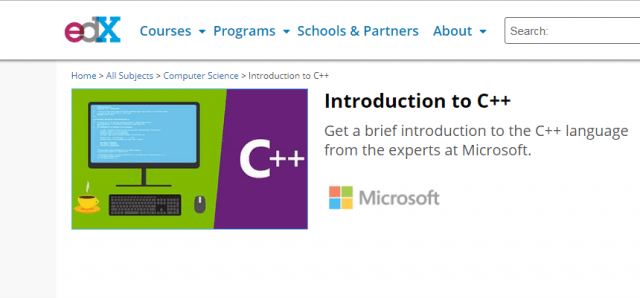 edX Courses Programs Schools & Partners About Search:
Home > All Subjects > Computer Science > Introduction to C++
C++
Introduction to C++
Get a brief introduction to the C++ language
from the experts at Microsoft.
Microsoft